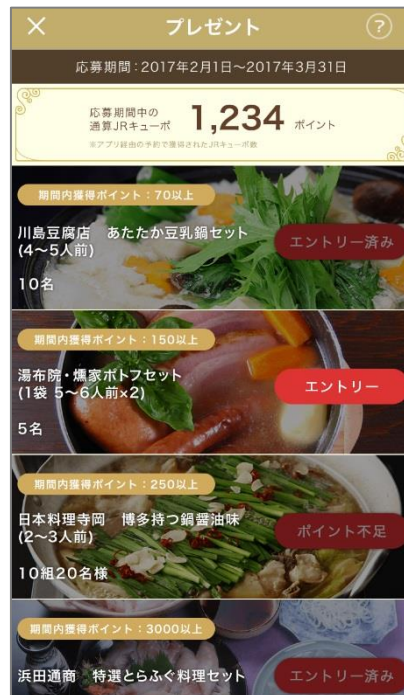 プレゼント
?
応募期間:2017年2月1日~2017年3月31日
応募期間中の
通算JRキューポ 1,234 ポイント
※アプリ経由の予約で獲得されたJRキューポ数
期間内獲得ポイント:70以上
川島豆腐店 あたたか豆乳鍋セット
(4~5人前)
エントリー済み
10名
期間内獲得ポイント:150以上
湯布院・燻家ポトフセット
(1袋 5~6人前×2)
エントリー
5名
期間内獲得ポイント:250以上
日本料理寺岡 博多持つ鍋醤油味
(2~3人前)
ポイント不足
10組20名様
期間内獲得ポイント:3000以上
浜田通商 特選とらふぐ料理セット
エントリー済み